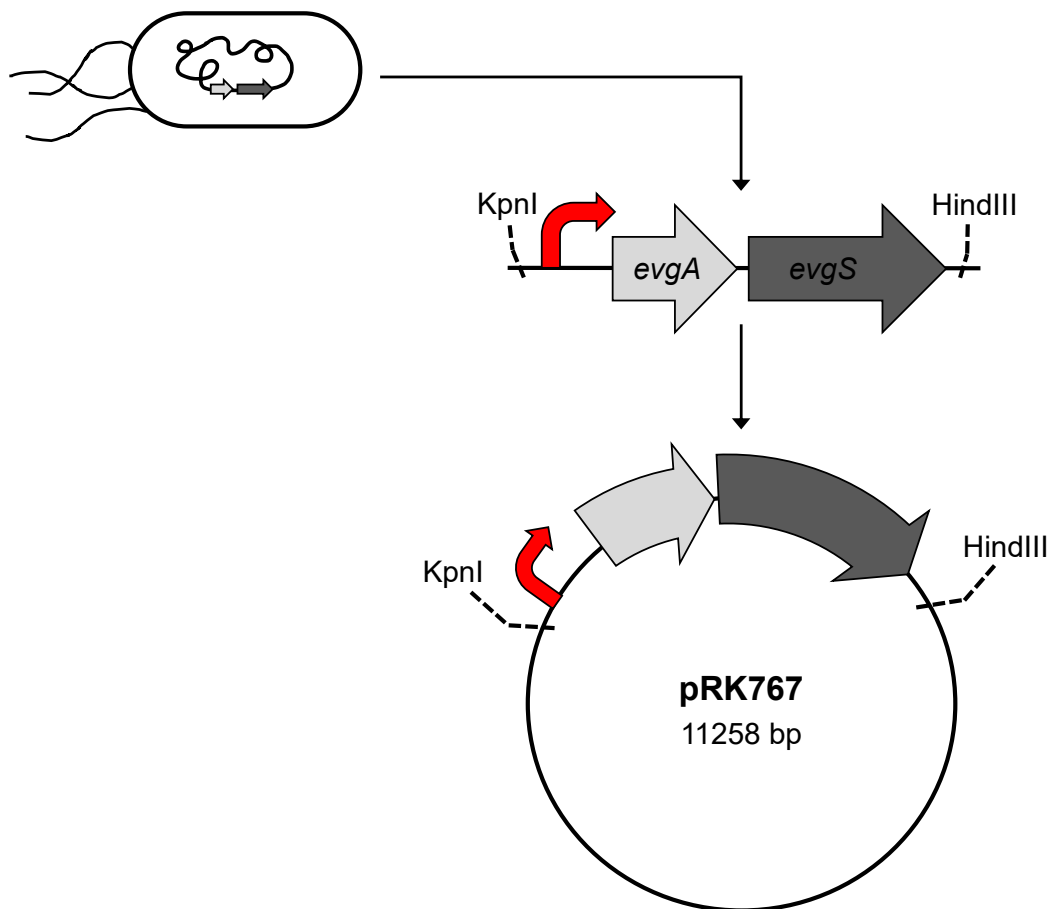 KpnI
HindIII
evgA
evgS
KpnI
HindIII
pRK767
11258 bp